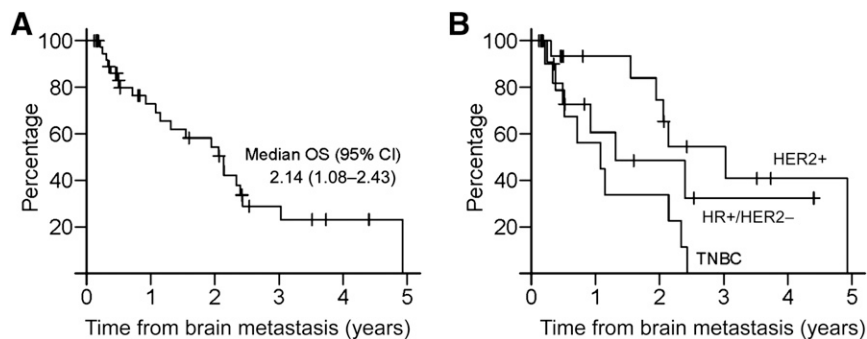 A
Percentage
100
80
60
40
20
Median OS (95% CI)
2.14 (1.08–2.43)
0 1 2 3 4 5
Time from brain metastasis (years)
B
Percentage
100
80
60
40
20
HER2+
HR+/HER2–
TNBC
0 1 2 3 4 5
Time from brain metastasis (years)